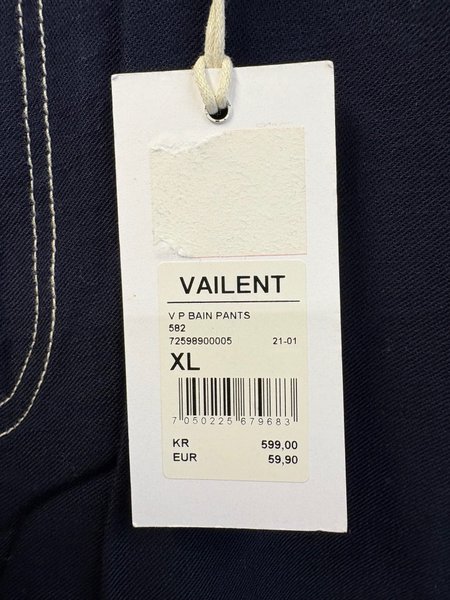 VAILENT
V P BAIN PANTS
582
72598900005 21-01
XL
7 050225 679683
KR 599,00
EUR 59,90